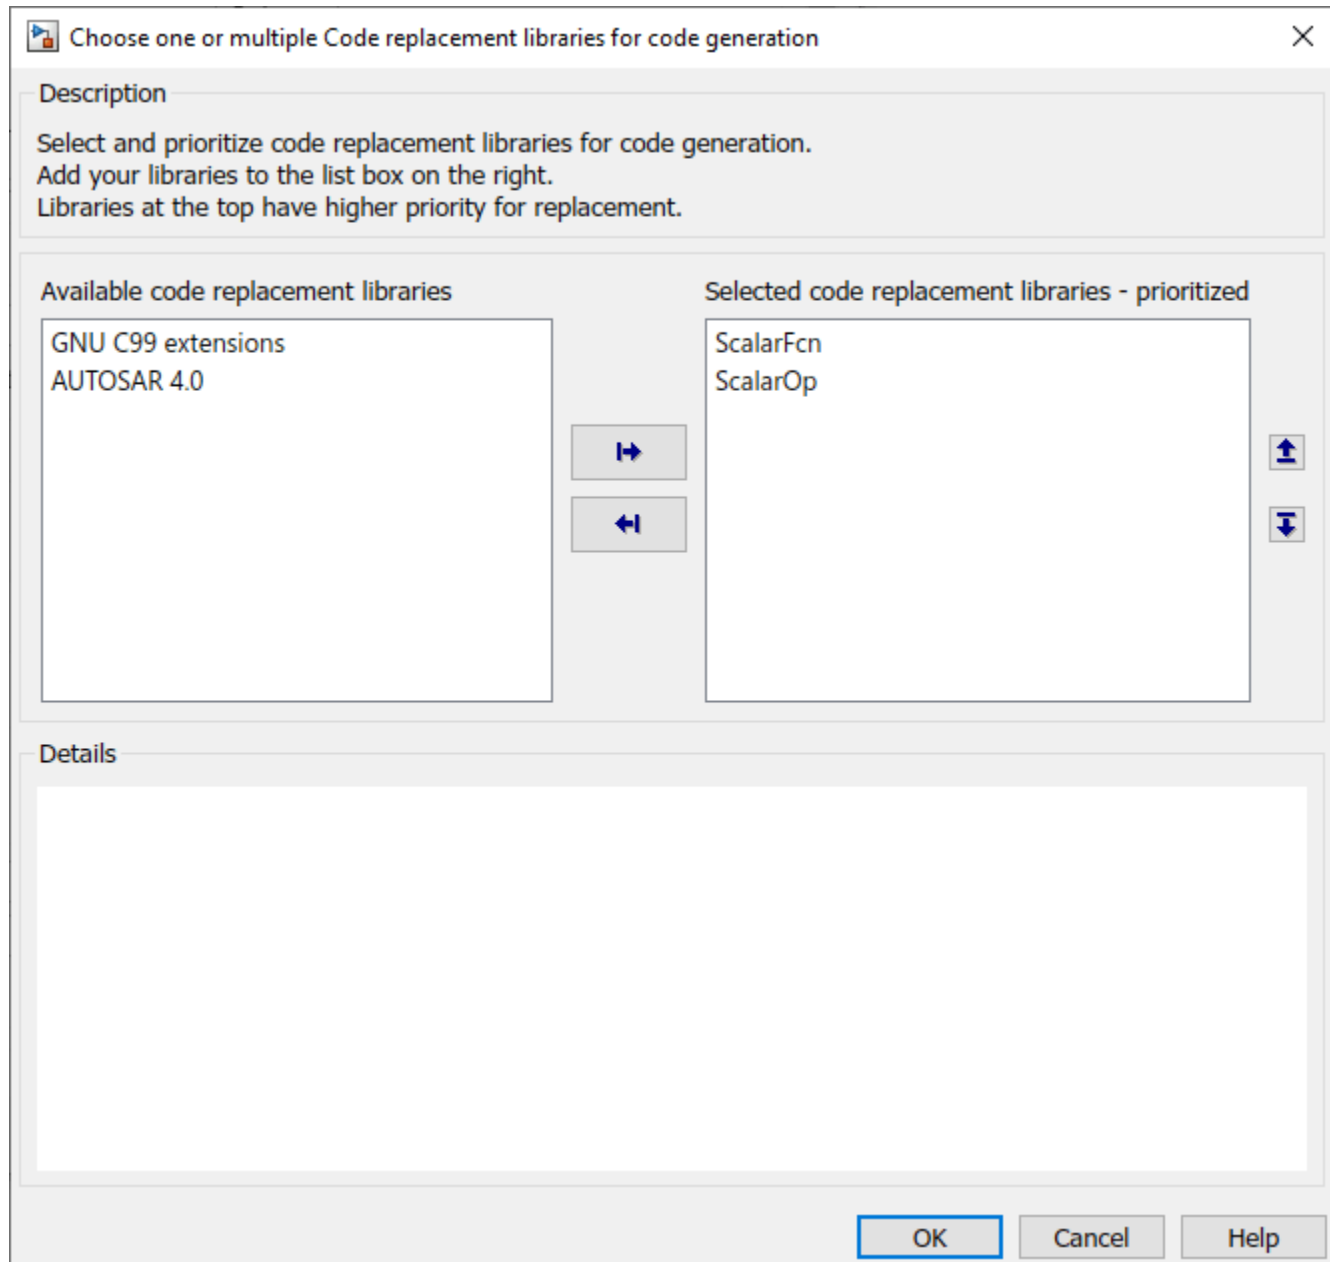 Choose one or multiple Code replacement libraries for code generation
Description
Select and prioritize code replacement libraries for code generation.
Add your libraries to the list box on the right.
Libraries at the top have higher priority for replacement.
Available code replacement libraries
GNU C99 extensions
AUTOSAR 4.0
Selected code replacement libraries - prioritized
ScalarFcn
ScalarOp
Details
OK
Cancel
Help